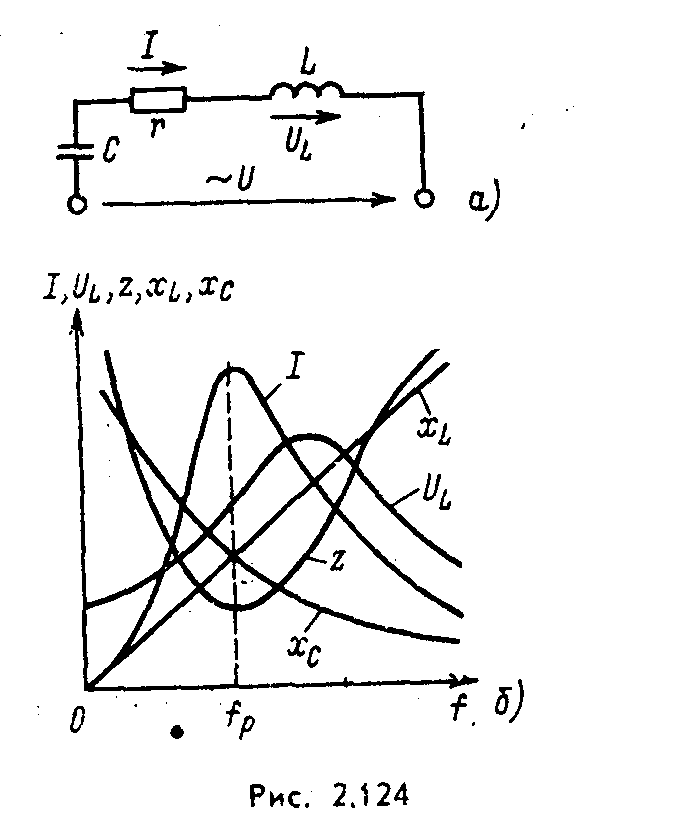 I
L
r
U_L
C
~U
а)
I, U_L, z, x_L, x_C
I
x_L
U_L
z
x_C
0
f_p
f
б)
Рис. 2.124